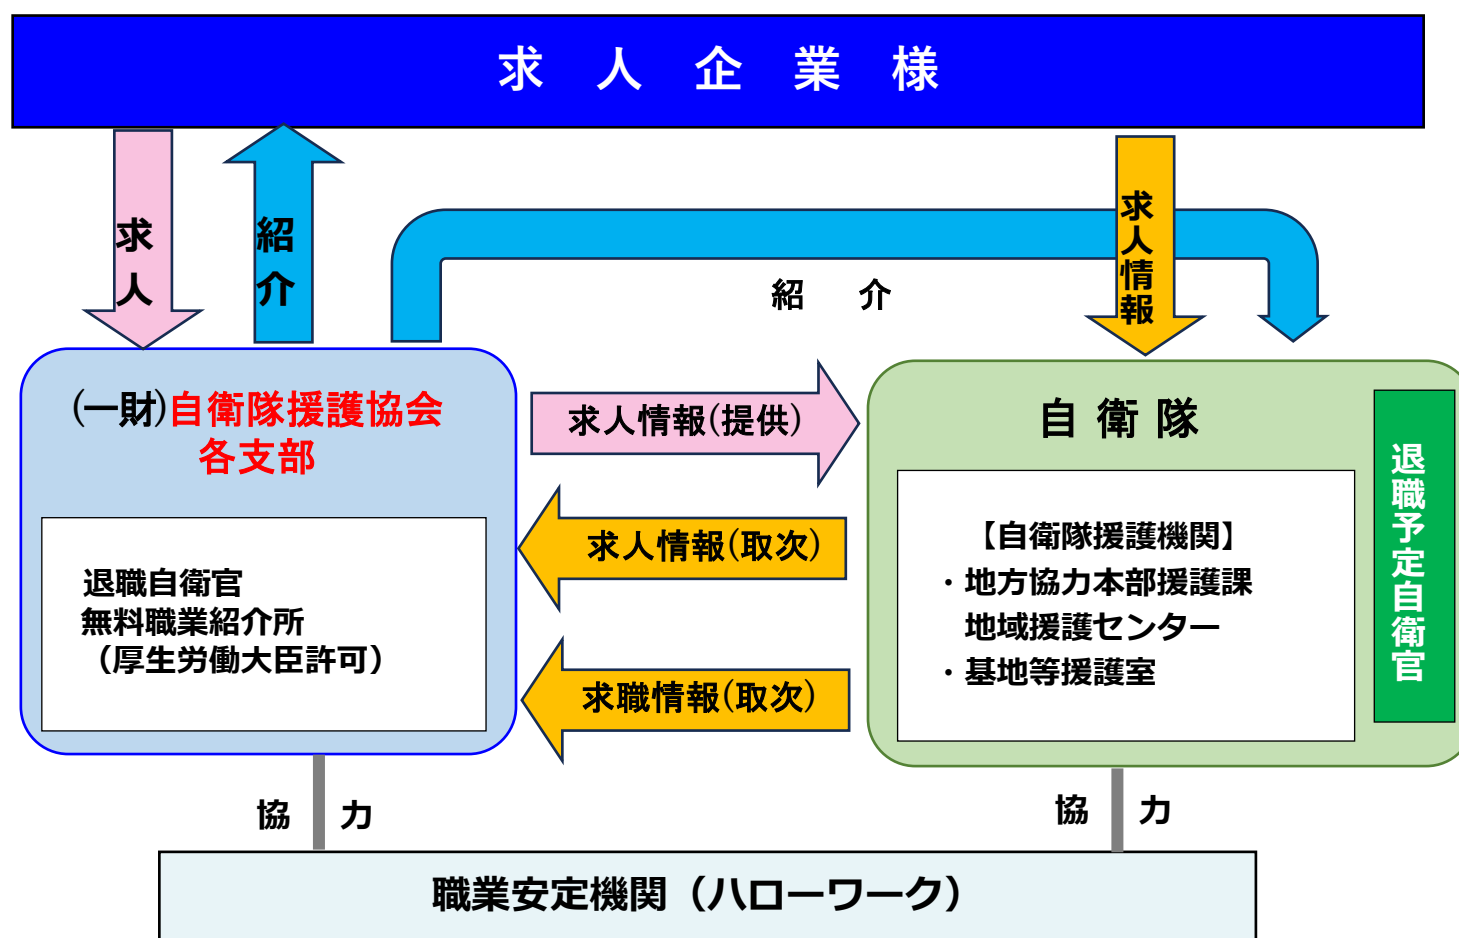 求人企業様
求人
紹介
求人情報
紹介
(一財)自衛隊援護協会
各支部
退職自衛官
無料職業紹介所
（厚生労働大臣許可）
求人情報(提供)
求人情報(取次)
求職情報(取次)
自衛隊
【自衛隊援護機関】
・地方協力本部援護課
地域援護センター
・基地等援護室
退職予定自衛官
協力
協力
職業安定機関（ハローワーク）